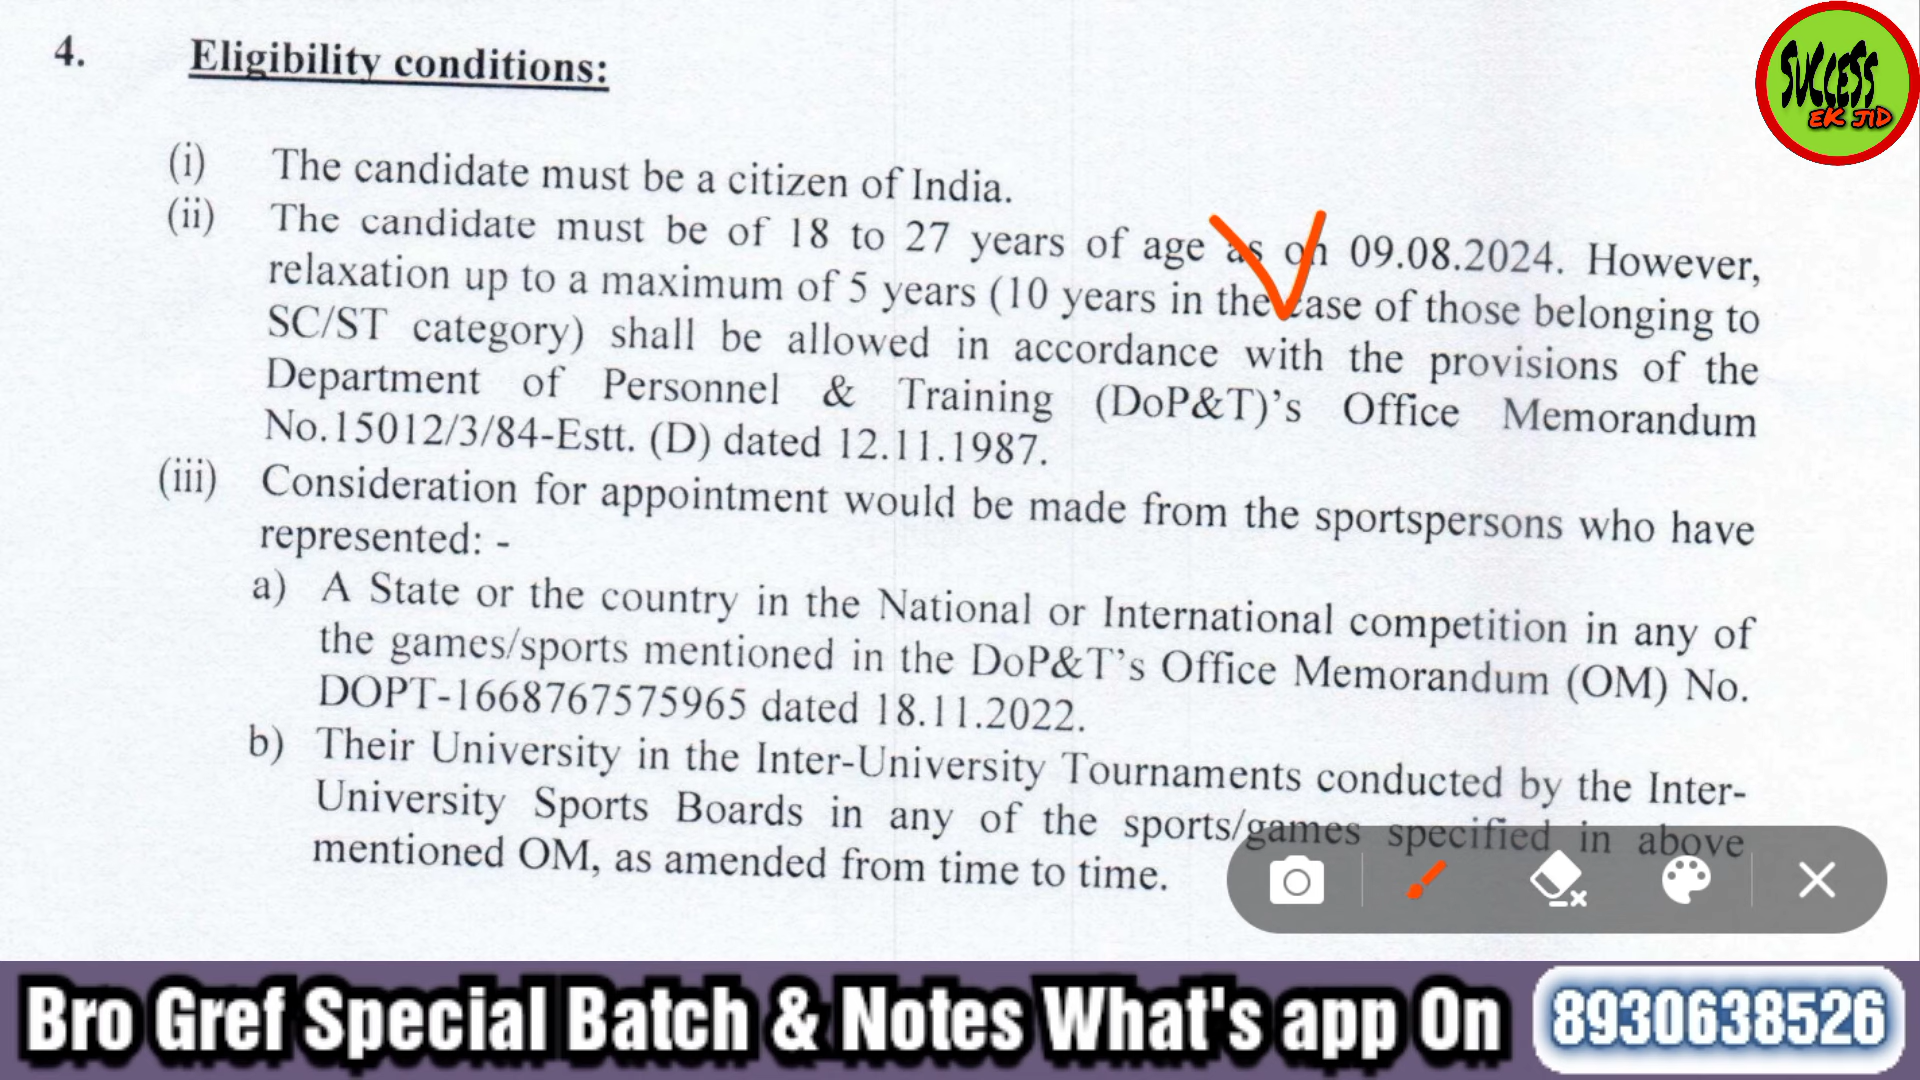 SUCCESS
EK JID
4. Eligibility conditions:
(i) The candidate must be a citizen of India.
(ii) The candidate must be of 18 to 27 years of age as on 09.08.2024. However,
relaxation up to a maximum of 5 years (10 years in the case of those belonging to
SC/ST category) shall be allowed in accordance with the provisions of the
Department of Personnel & Training (DoP&T)’s Office Memorandum
No.15012/3/84-Estt. (D) dated 12.11.1987.
(iii) Consideration for appointment would be made from the sportspersons who have
represented: -
a) A State or the country in the National or International competition in any of
the games/sports mentioned in the DoP&T’s Office Memorandum (OM) No.
DOPT-1668767575965 dated 18.11.2022.
b) Their University in the Inter-University Tournaments conducted by the Inter-
University Sports Boards in any of the sports/games specified in above
mentioned OM, as amended from time to time.
Bro Gref Special Batch & Notes What's app On 8930638526